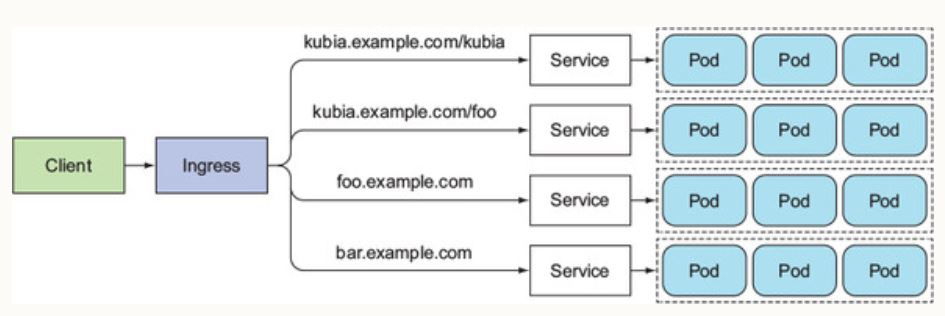 kubia.example.com/kubia
Service
Pod Pod Pod
kubia.example.com/foo
Service
Pod Pod Pod
Client
Ingress
foo.example.com
Service
Pod Pod Pod
bar.example.com
Service
Pod Pod Pod